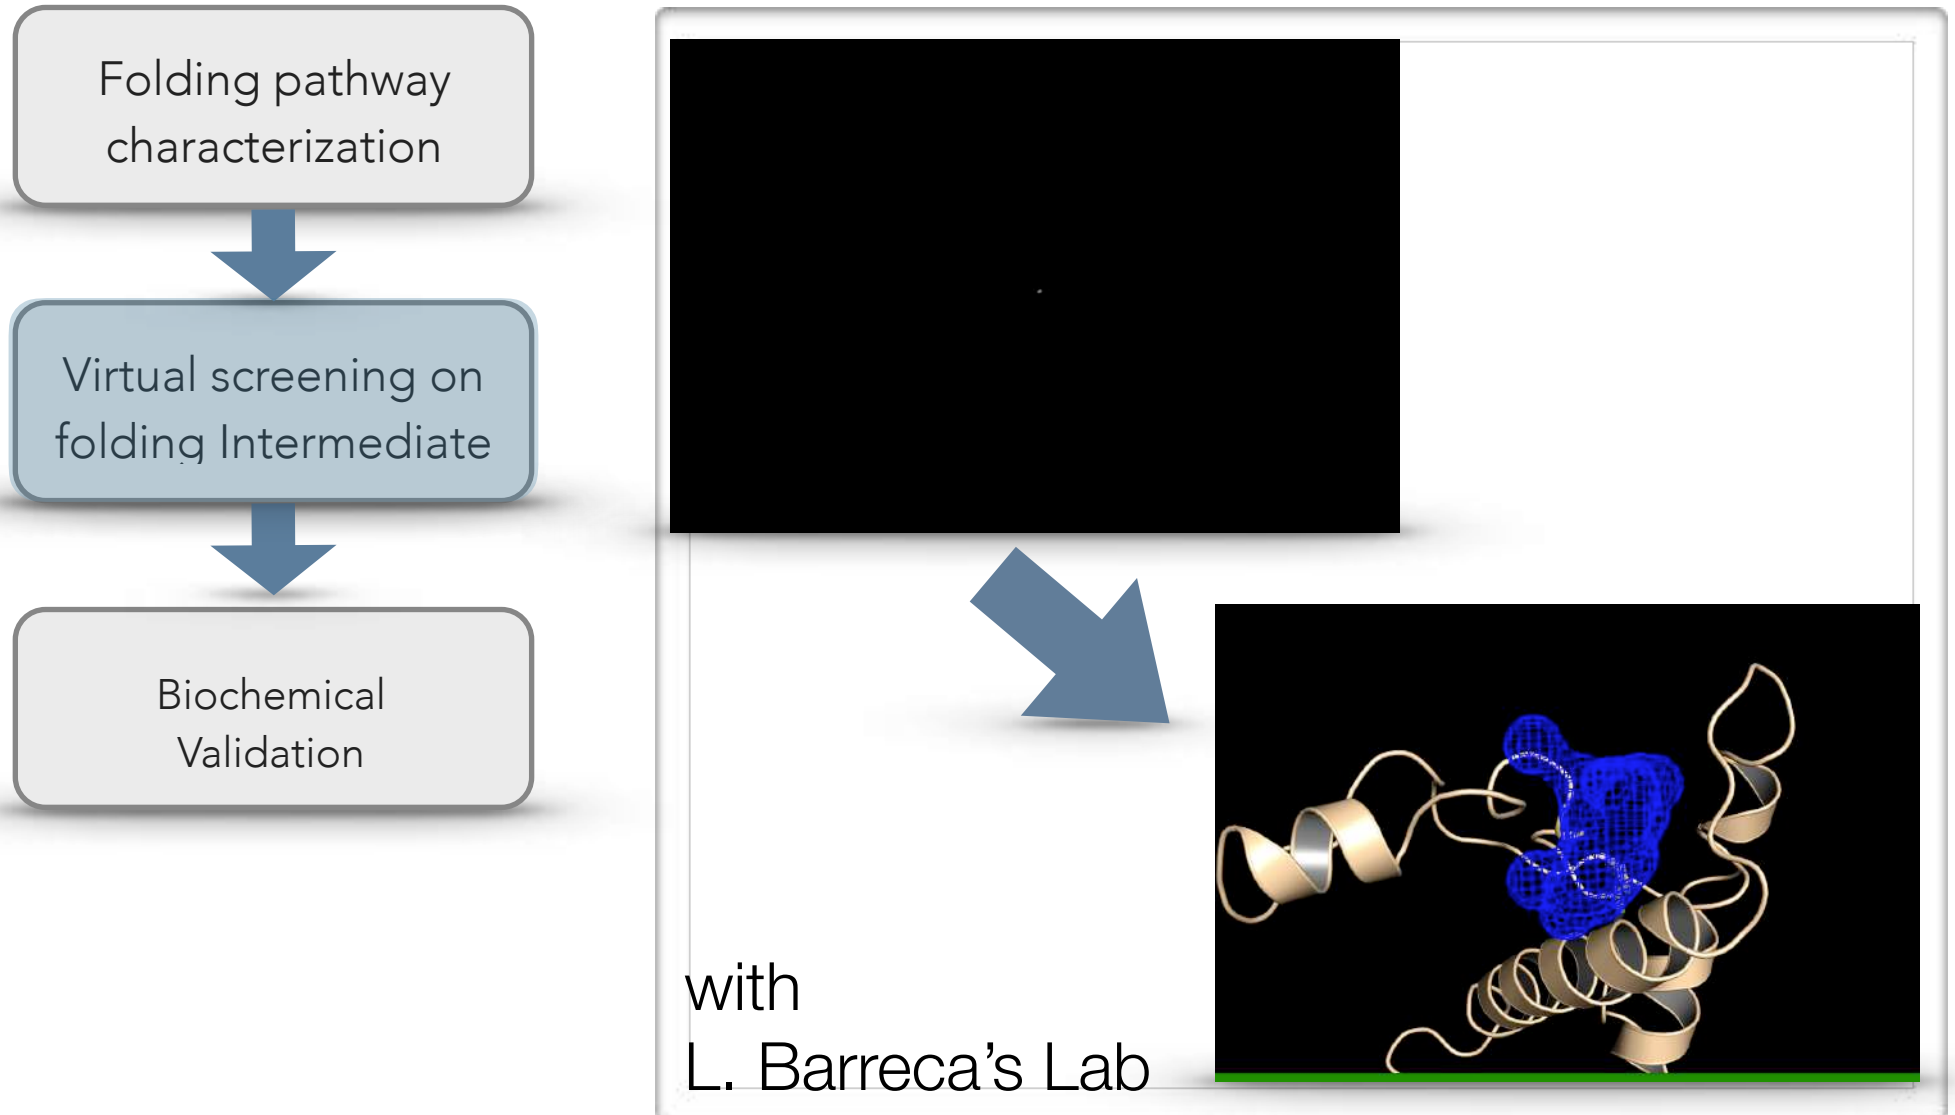 Folding pathway
characterization
Virtual screening on
folding Intermediate
Biochemical
Validation
with
L. Barreca’s Lab